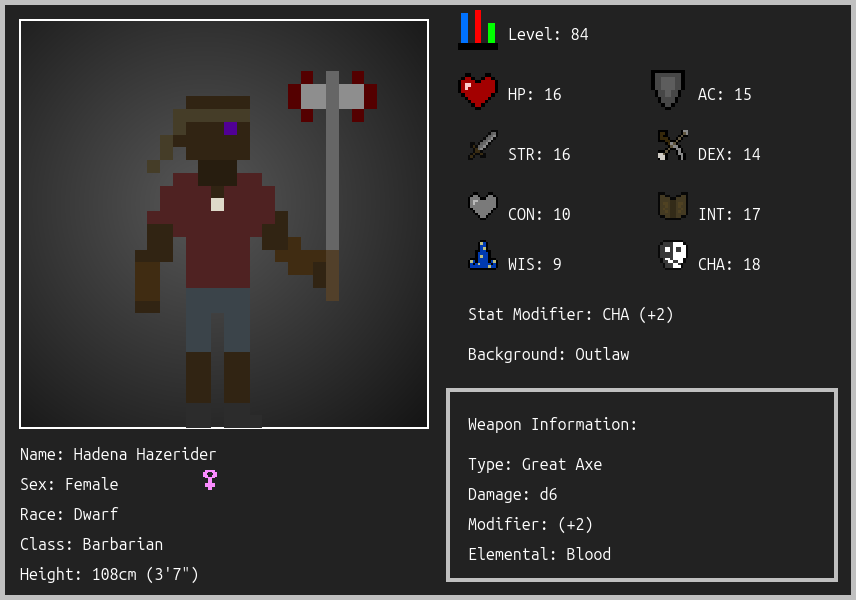 Level: 84
HP: 16
AC: 15
STR: 16
DEX: 14
CON: 10
INT: 17
WIS: 9
CHA: 18
Stat Modifier: CHA (+2)
Background: Outlaw
Weapon Information:
Type: Great Axe
Damage: d6
Modifier: (+2)
Elemental: Blood
Name: Hadena Hazerider
Sex: Female
Race: Dwarf
Class: Barbarian
Height: 108cm (3'7")